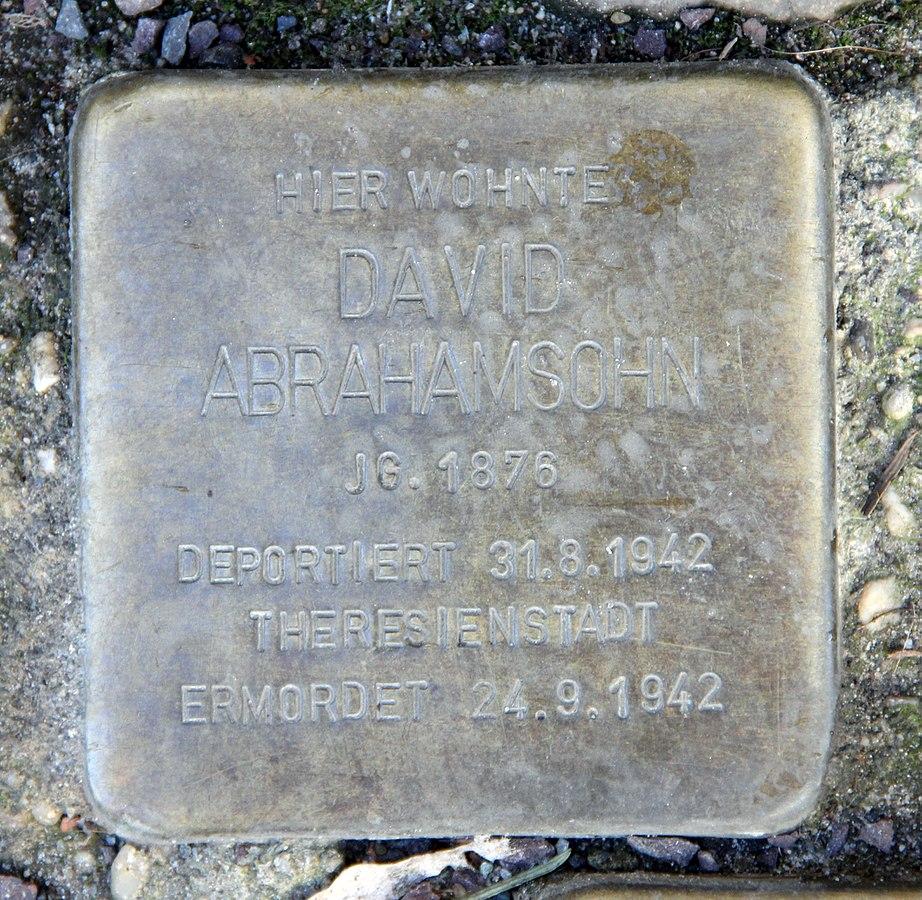 HIER WOHNTE
DAVID
ABRAHAMSOHN
JG. 1876
DEPORTIERT 31.8.1942
THERESIENSTADT
ERMORDET 24.9.1942